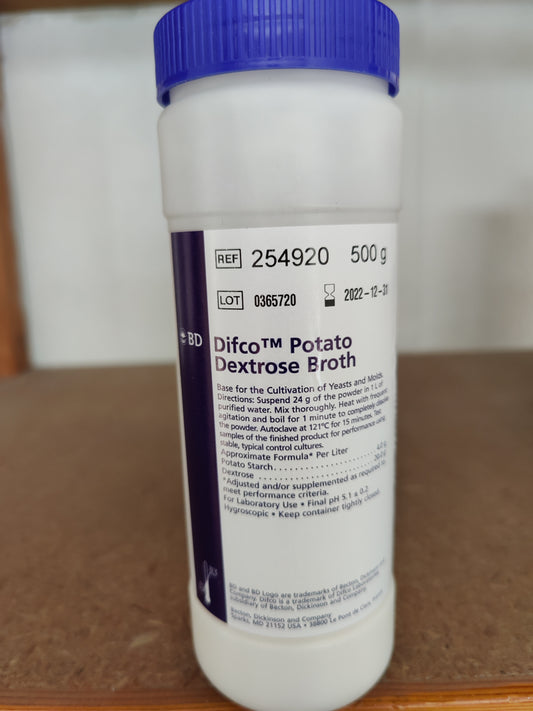 REF 254920 500 g
LOT 0365720 2022-12-31
BD
Difco™ Potato
Dextrose Broth
Base for the Cultivation of Yeasts and Molds.
Directions: Suspend 24 g of the powder in 1 L of
purified water. Mix thoroughly. Heat with frequent
agitation and boil for 1 minute to completely dissolve
the powder. Autoclave at 121°C for 15 minutes. Test
samples of the finished product for performance using
stable, typical control cultures.
Approximate Formula* Per Liter
Potato Starch.................... 4.0 g
Dextrose ........................ 20.0 g
*Adjusted and/or supplemented as required to
meet performance criteria.
For Laboratory Use • Final pH 5.1 ± 0.2
Hygroscopic • Keep container tightly closed.
BD and BD Logo are trademarks of Becton, Dickinson and
Company. Difco is a trademark of Difco Laboratories,
subsidiary of Becton, Dickinson and Company.
Becton, Dickinson and Company
Sparks, MD 21152 USA • 38800 Le Pont de Claix